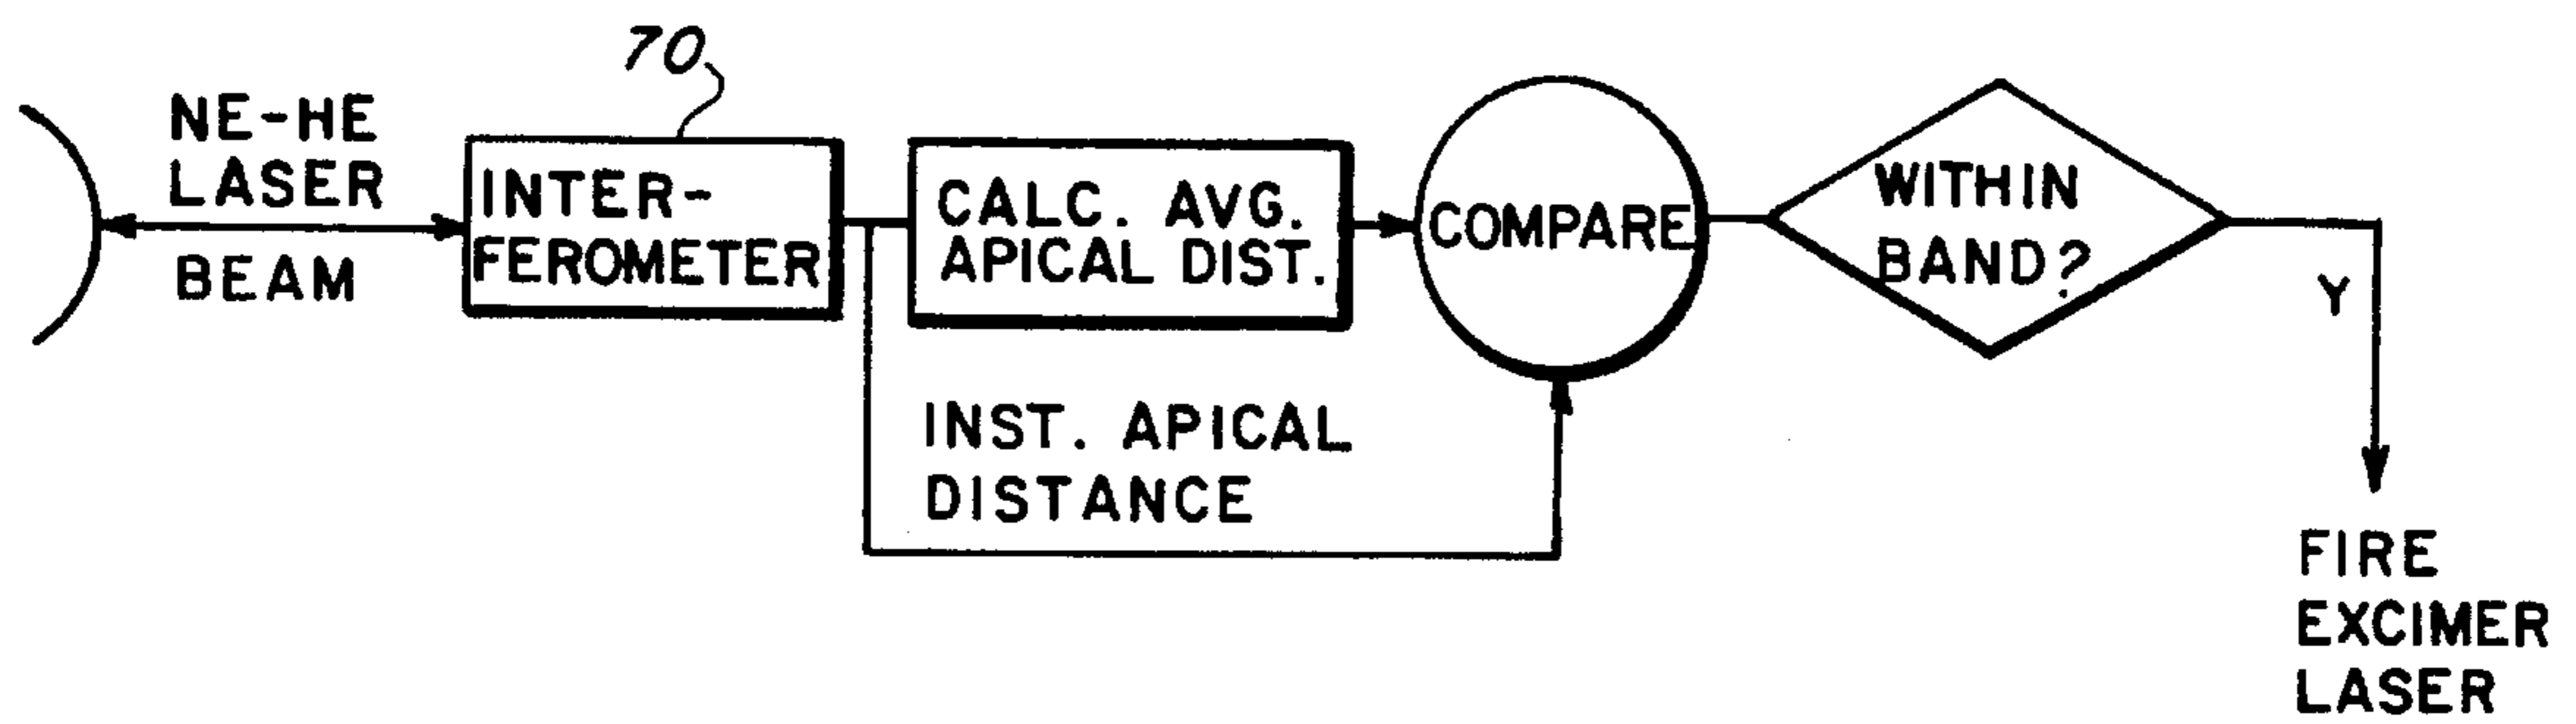 70
NE-HE
LASER
BEAM
INTER-
FEROMETER
CALC. AVG.
APICAL DIST.
COMPARE
WITHIN
BAND?
Y
INST. APICAL
DISTANCE
FIRE
EXCIMER
LASER